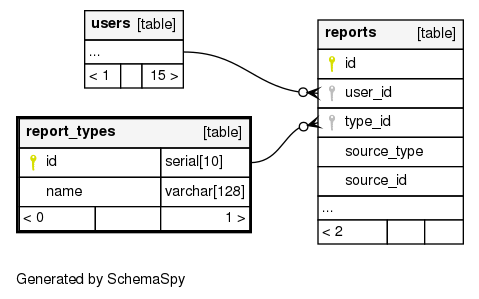 users [table]
...
< 1 15 >
reports [table]
id
user_id
type_id
source_type
source_id
...
< 2
report_types [table]
id serial[10]
name varchar[128]
< 0 1 >
Generated by SchemaSpy